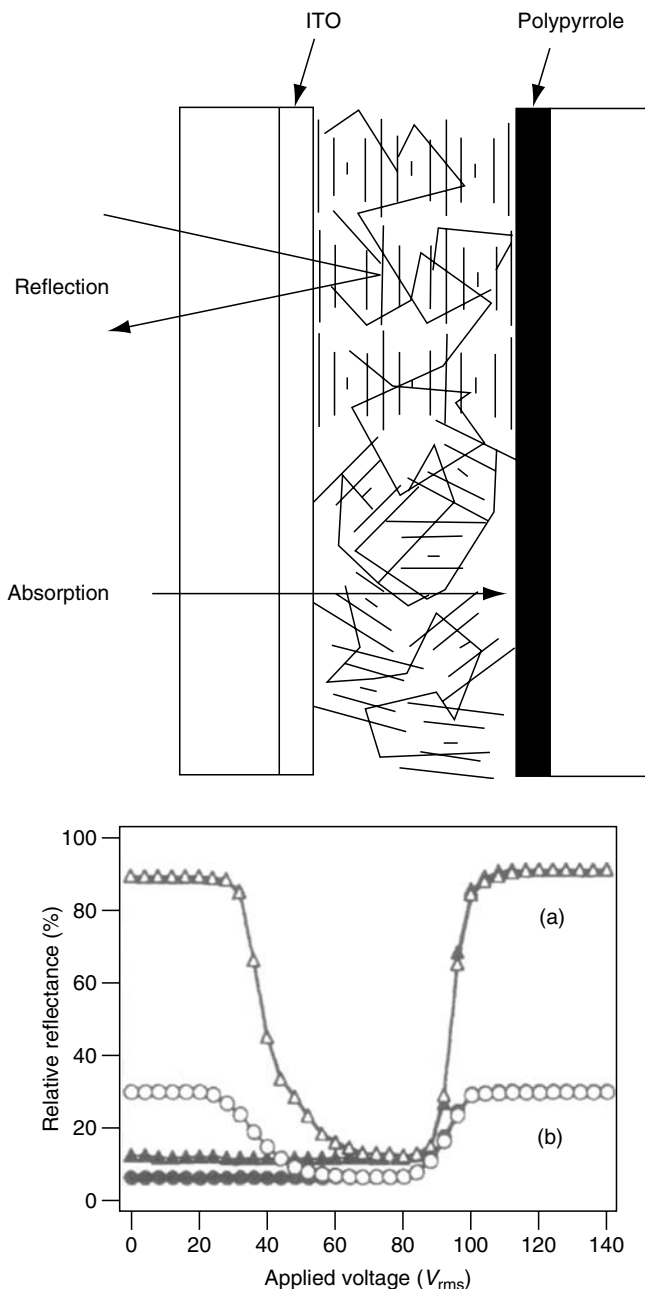 ITO
Polypyrrole
Reflection
Absorption
100
80
60
40
20
0
Relative reflectance (%)
(a)
(b)
0 20 40 60 80 100 120 140
Applied voltage (Vrms)